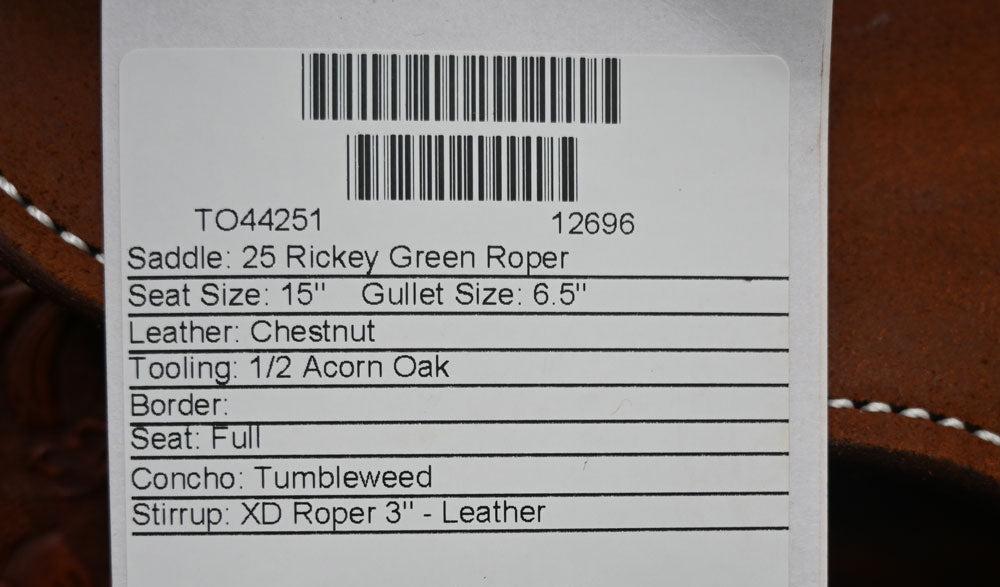 TO44251 12696
Saddle: 25 Rickey Green Roper
Seat Size: 15" Gullet Size: 6.5"
Leather: Chestnut
Tooling: 1/2 Acorn Oak
Border:
Seat: Full
Concho: Tumbleweed
Stirrup: XD Roper 3" - Leather